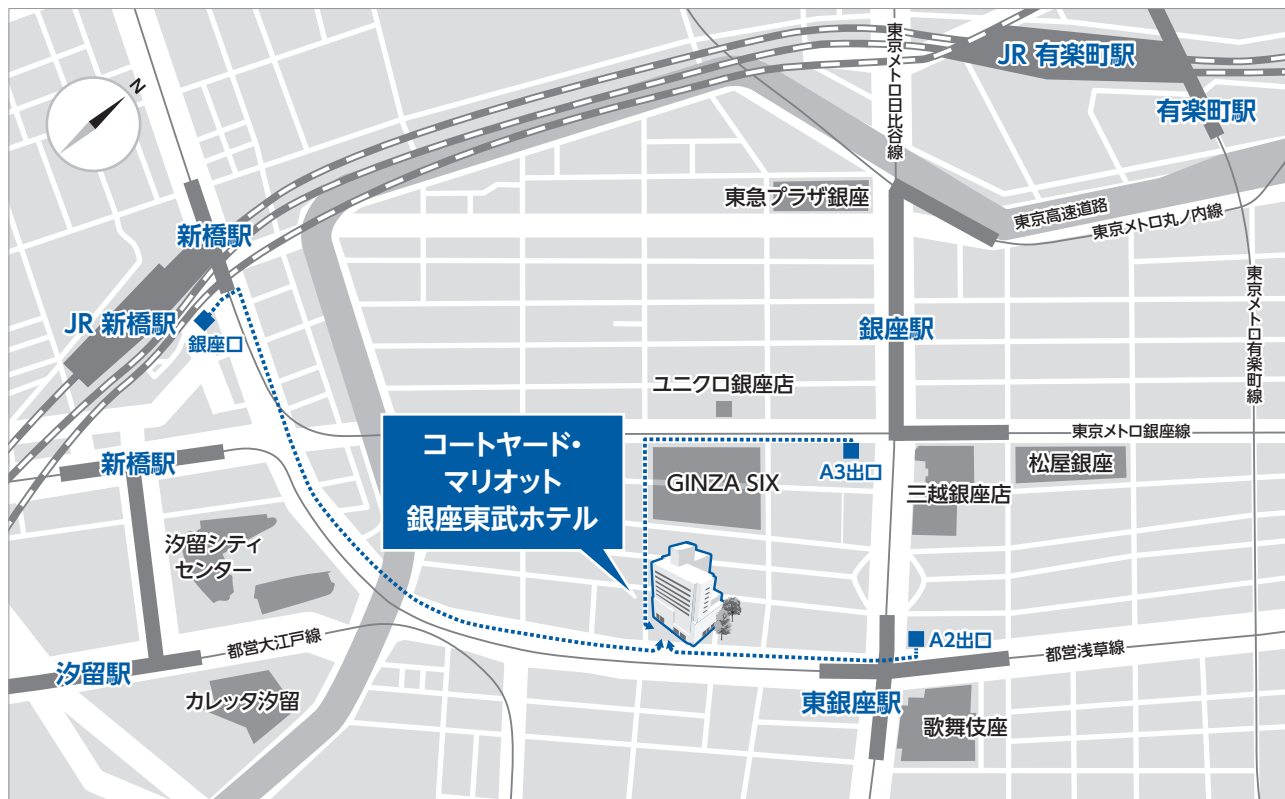 N
東京メトロ日比谷線
JR 有楽町駅
有楽町駅
東急プラザ銀座
東京高速道路
東京メトロ丸ノ内線
新橋駅
東京メトロ有楽町線
JR 新橋駅
銀座口
銀座駅
ユニクロ銀座店
コートヤード・
マリオット
銀座東武ホテル
東京メトロ銀座線
新橋駅
GINZA SIX
A3出口
三越銀座店
松屋銀座
汐留シティ
センター
都営大江戸線
A2出口
都営浅草線
汐留駅
カレッタ汐留
東銀座駅
歌舞伎座